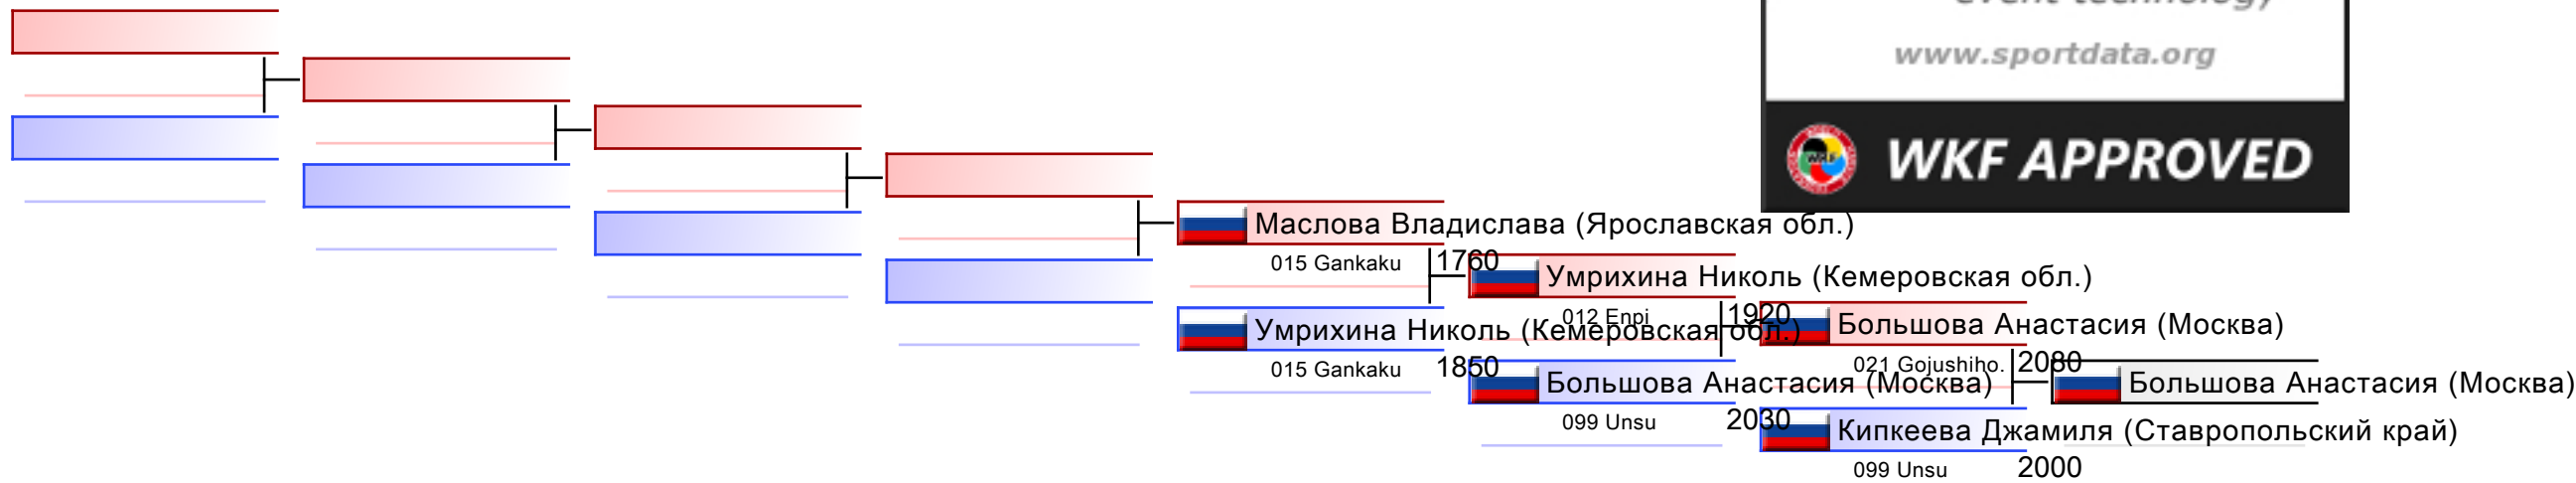 event technology
www.sportdata.org
WKF APPROVED
Маслова Владислава (Ярославская обл.)
015 Gankaku 1760
Умрихина Николь (Кемеровская обл.)
015 Gankaku 1850
Умрихина Николь (Кемеровская обл.)
012 Enpi 1920
Большова Анастасия (Москва)
099 Unsu 2030
Большова Анастасия (Москва)
021 Gojushiho. 2080
Кипкеева Джамиля (Ставропольский край)
099 Unsu 2000
Большова Анастасия (Москва)